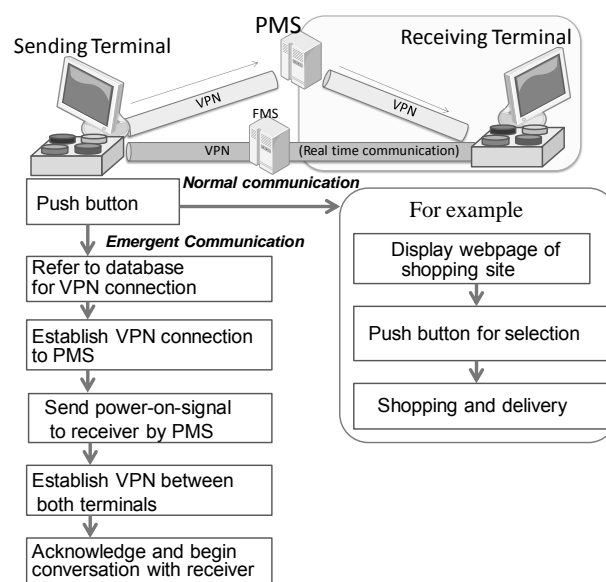 PMS
Sending Terminal
Receiving Terminal
VPN
VPN
FMS
VPN
(Real time communication)
Normal communication
Push button
For example
Emergent Communication
Refer to database
for VPN connection
Display webpage of
shopping site
Establish VPN connection
to PMS
Push button for selection
Send power-on-signal
to receiver by PMS
Shopping and delivery
Establish VPN between
both terminals
Acknowledge and begin
conversation with receiver